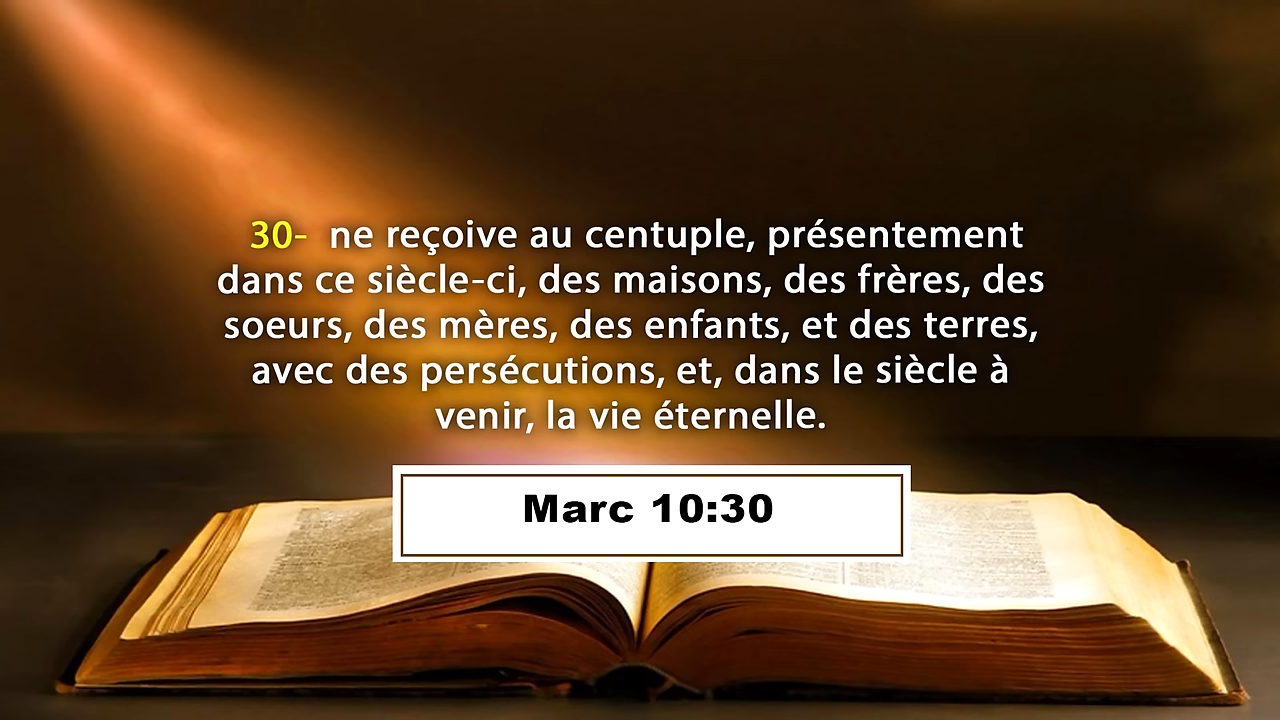 30- ne reçoive au centuple, présentement
dans ce siècle-ci, des maisons, des frères, des
soeurs, des mères, des enfants, et des terres,
avec des persécutions, et, dans le siècle à
venir, la vie éternelle.
Marc 10:30